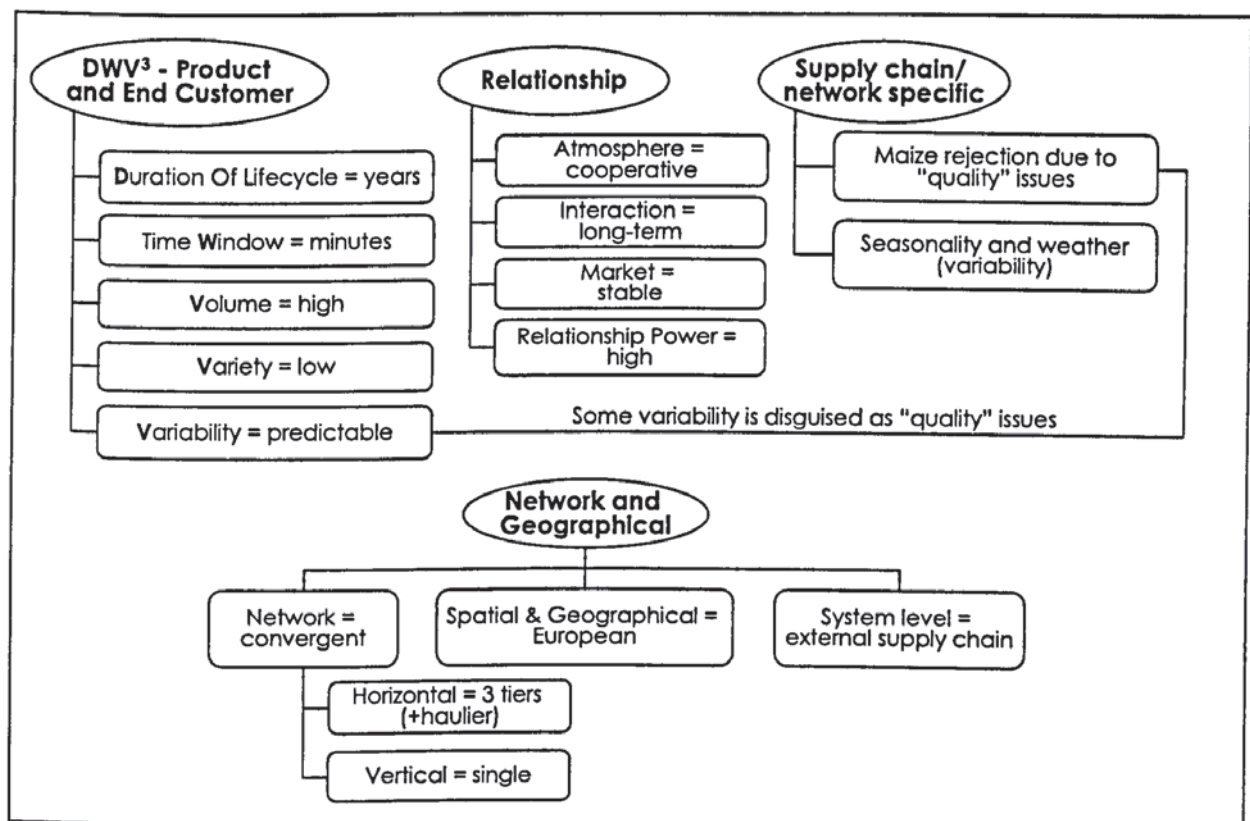 DWV³ - Product
and End Customer
Duration Of Lifecycle = years
Time Window = minutes
Volume = high
Variety = low
Variability = predictable
Relationship
Atmosphere =
cooperative
Interaction =
long-term
Market =
stable
Relationship Power =
high
Supply chain/
network specific
Maize rejection due to
"quality" issues
Seasonality and weather
(variability)
Some variability is disguised as "quality" issues
Network and
Geographical
Network =
convergent
Horizontal = 3 tiers
(+haulier)
Vertical = single
Spatial & Geographical =
European
System level =
external supply chain